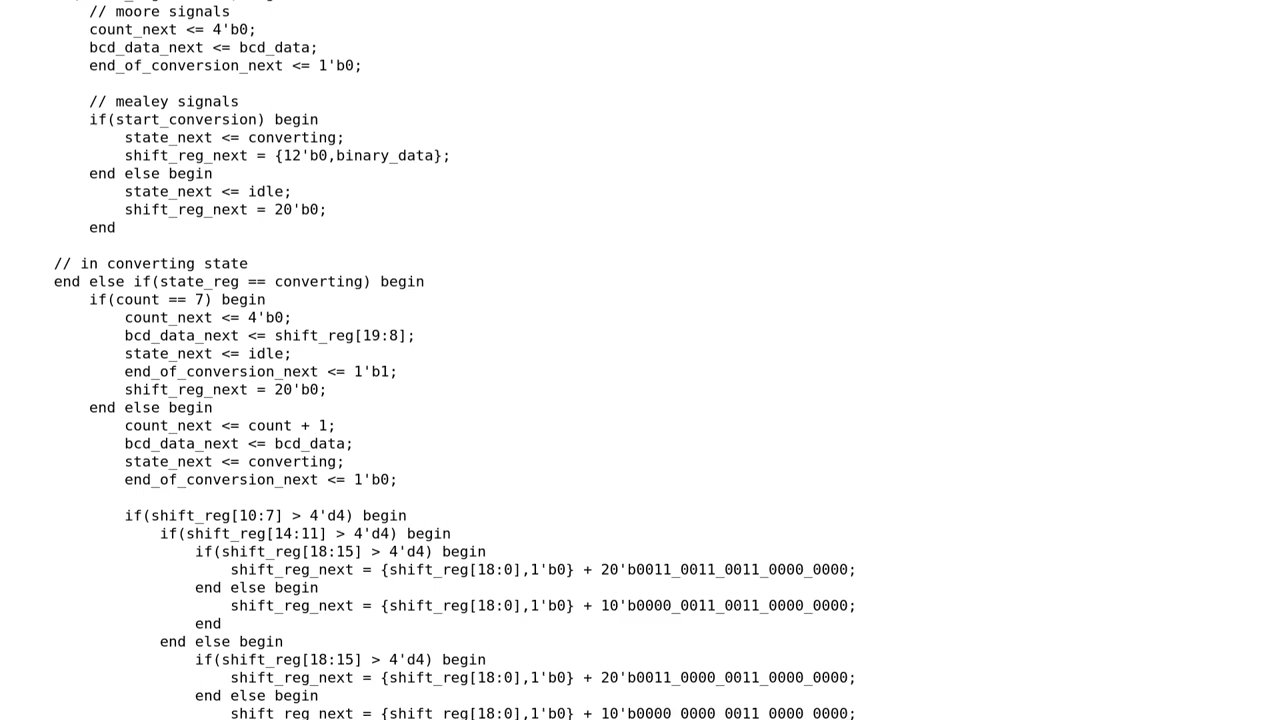 // moore signals
count_next <= 4'b0;
bcd_data_next <= bcd_data;
end_of_conversion_next <= 1'b0;
// mealey signals
if(start_conversion) begin
state_next <= converting;
shift_reg_next = {12'b0,binary_data};
end else begin
state_next <= idle;
shift_reg_next = 20'b0;
end
// in converting state
end else if(state_reg == converting) begin
if(count == 7) begin
count_next <= 4'b0;
bcd_data_next <= shift_reg[19:8];
state_next <= idle;
end_of_conversion_next <= 1'b1;
shift_reg_next = 20'b0;
end else begin
count_next <= count + 1;
bcd_data_next <= bcd_data;
state_next <= converting;
end_of_conversion_next <= 1'b0;
if(shift_reg[10:7] > 4'd4) begin
if(shift_reg[14:11] > 4'd4) begin
if(shift_reg[18:15] > 4'd4) begin
shift_reg_next = {shift_reg[18:0],1'b0} + 20'b0011_0011_0011_0000_0000;
end else begin
shift_reg_next = {shift_reg[18:0],1'b0} + 10'b0000_0011_0011_0000_0000;
end
end else begin
if(shift_reg[18:15] > 4'd4) begin
shift_reg_next = {shift_reg[18:0],1'b0} + 20'b0011_0000_0011_0000_0000;
end else begin
shift_reg_next = {shift_reg[18:0],1'b0} + 10'b0000_0000_0011_0000_0000;